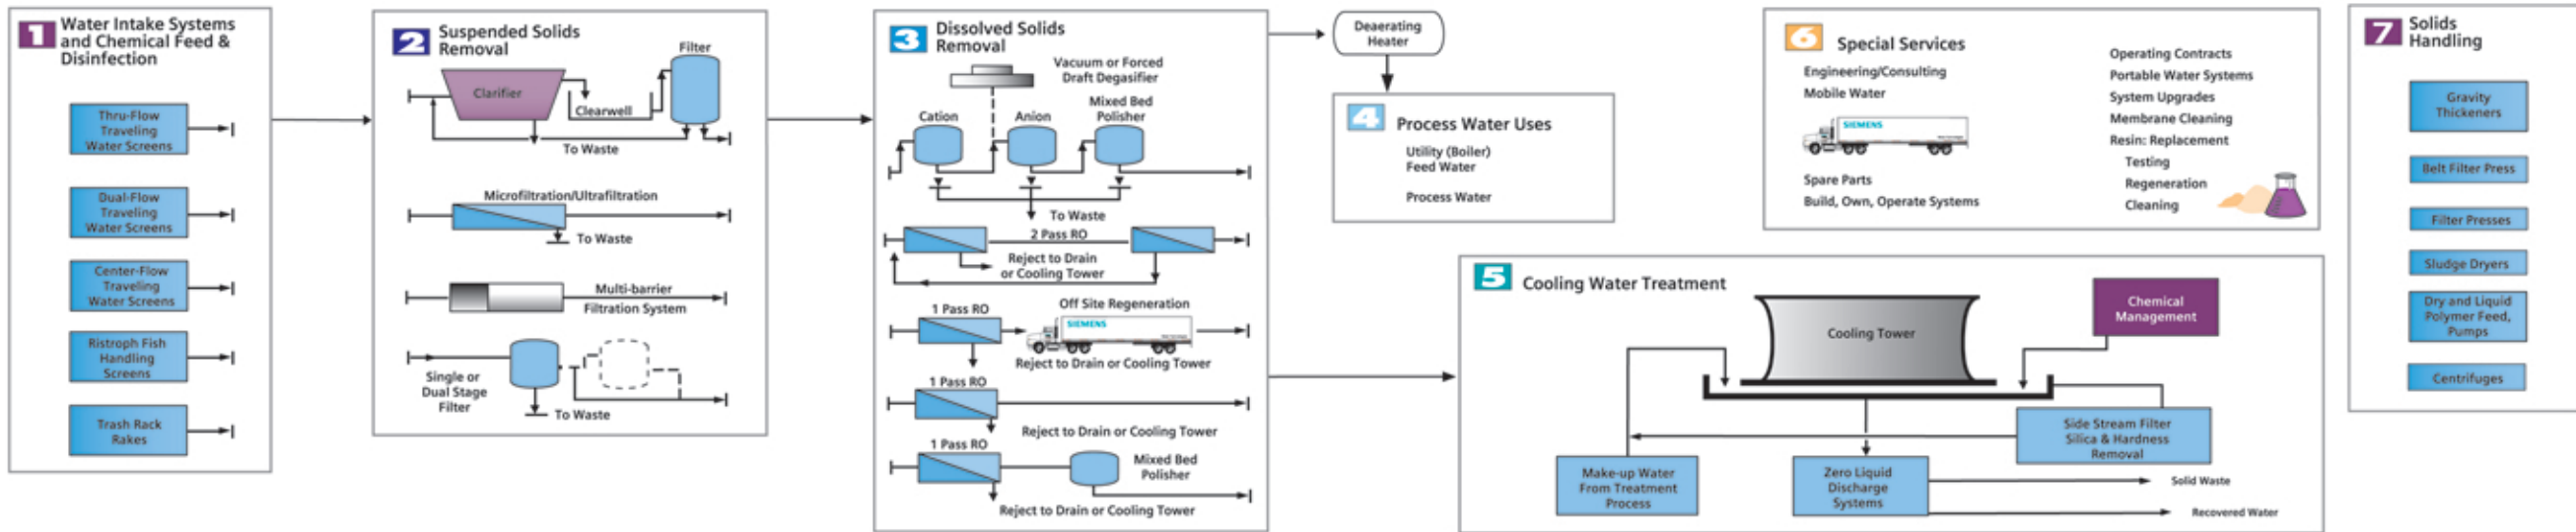 1
Water Intake Systems
and Chemical Feed &
Disinfection
Thru-Flow
Traveling
Water Screens
Dual-Flow
Traveling
Water Screens
Center-Flow
Traveling
Water Screens
Ristroph Fish
Handling
Screens
Trash Rack
Rakes
2
Suspended Solids
Removal
Filter
Clarifier
Clearwell
To Waste
Microfiltration/Ultrafiltration
To Waste
Multi-barrier
Filtration System
Single or
Dual Stage
Filter
To Waste
3
Dissolved Solids
Removal
Vacuum or Forced
Draft Degasifier
Cation
Anion
Mixed Bed
Polisher
To Waste
2 Pass RO
Reject to Drain
or Cooling Tower
Off Site Regeneration
1 Pass RO
SIEMENS
Reject to Drain or Cooling Tower
1 Pass RO
Reject to Drain or Cooling Tower
1 Pass RO
Mixed Bed
Polisher
Reject to Drain or Cooling Tower
Deaerating
Heater
4
Process Water Uses
Utility (Boiler)
Feed Water
Process Water
6
Special Services
Engineering/Consulting
Mobile Water
SIEMENS
Spare Parts
Build, Own, Operate Systems
Operating Contracts
Portable Water Systems
System Upgrades
Membrane Cleaning
Resin: Replacement
Testing
Regeneration
Cleaning
5
Cooling Water Treatment
Cooling Tower
Chemical
Management
Side Stream Filter
Silica & Hardness
Removal
Make-up Water
From Treatment
Process
Zero Liquid
Discharge
Systems
Solid Waste
Recovered Water
7
Solids
Handling
Gravity
Thickeners
Belt Filter Press
Filter Presses
Sludge Dryers
Dry and Liquid
Polymer Feed,
Pumps
Centrifuges